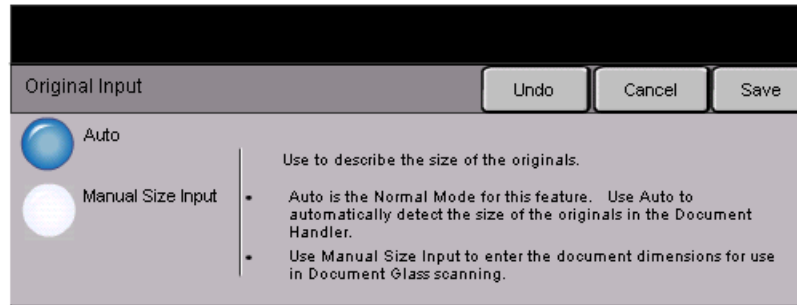 Original Input
Undo
Cancel
Save
Auto
Manual Size Input
Use to describe the size of the originals.
• Auto is the Normal Mode for this feature. Use Auto to
automatically detect the size of the originals in the Document
Handler.
• Use Manual Size Input to enter the document dimensions for use
in Document Glass scanning.